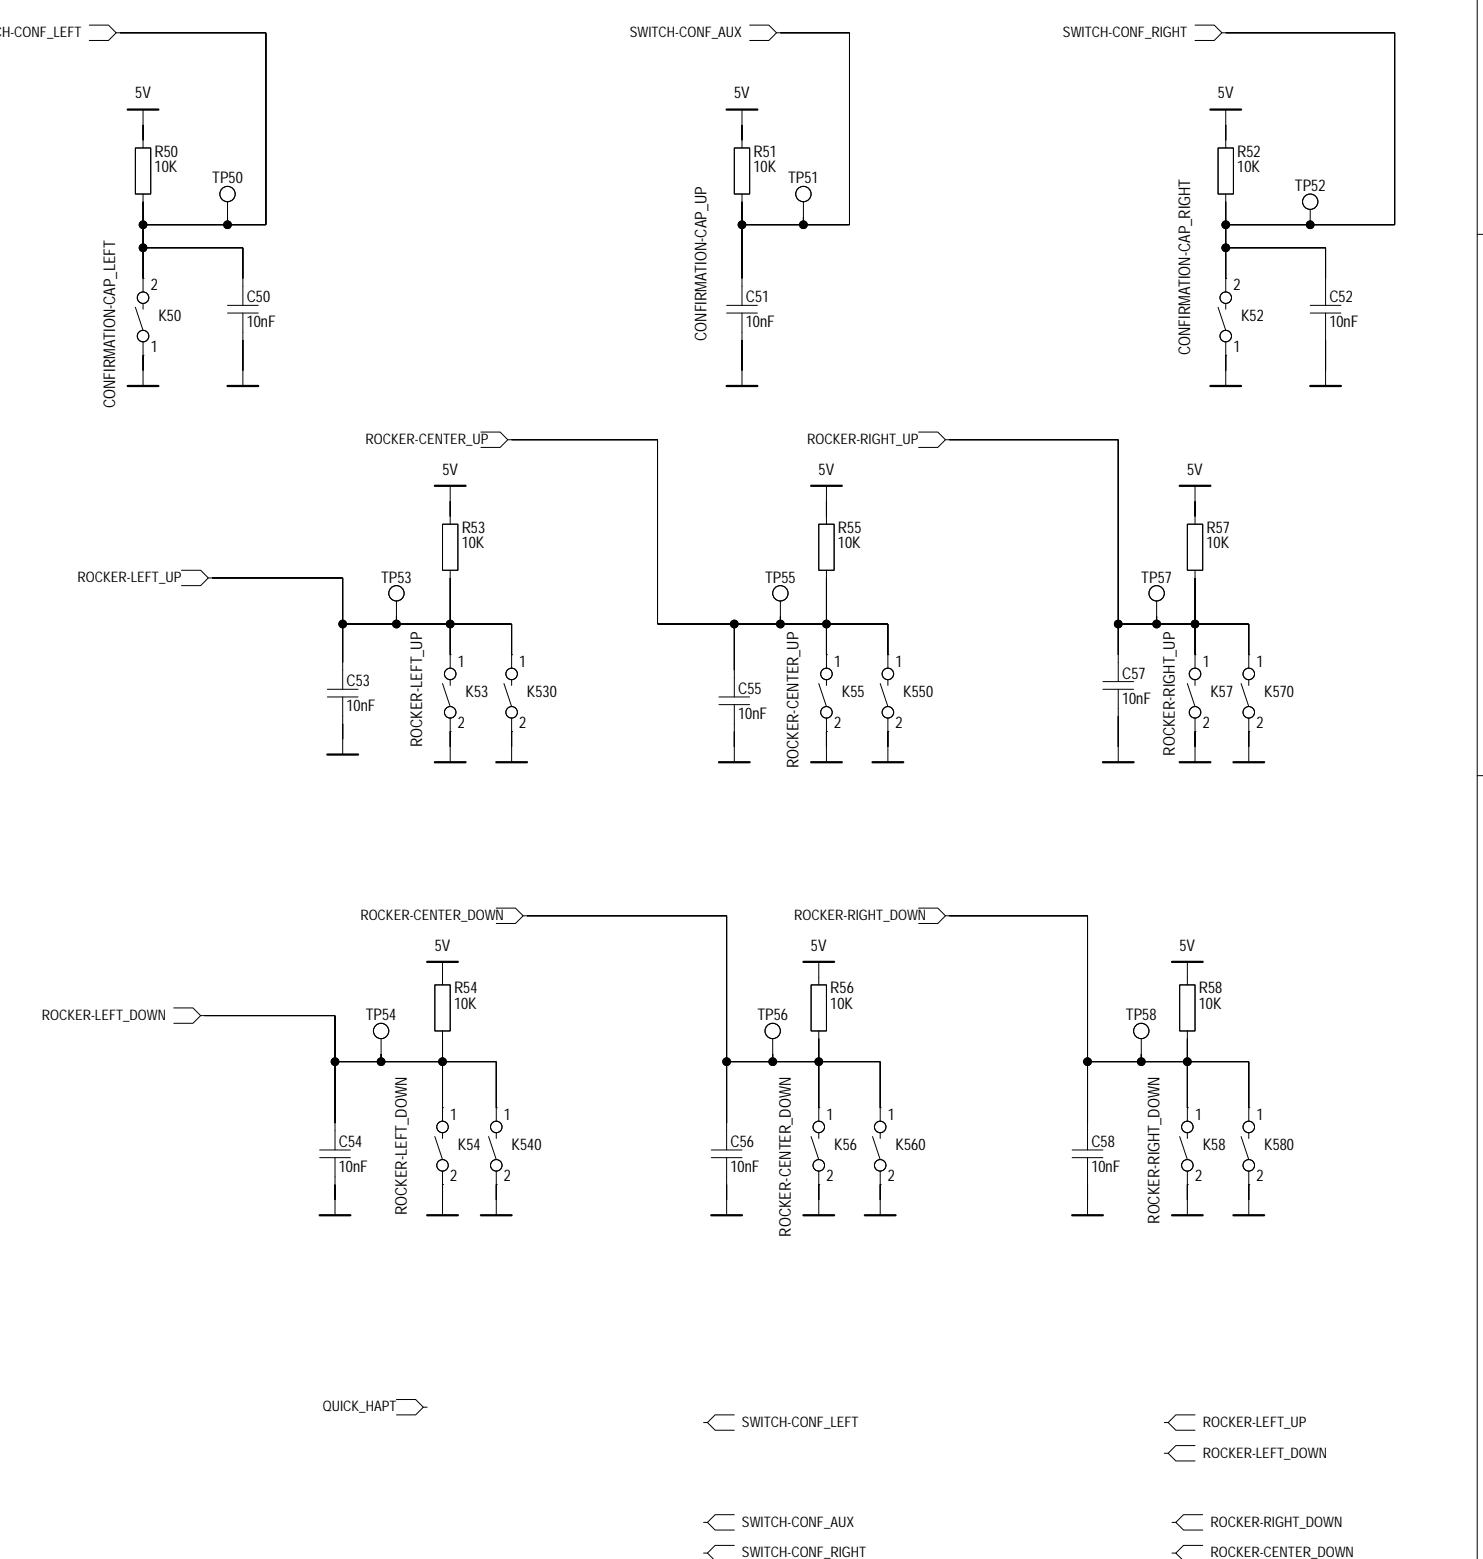 CH-CONF_LEFT
SWITCH-CONF_AUX
SWITCH-CONF_RIGHT
5V
R50
10K
TP50
CONFIRMATION-CAP_LEFT
2
K50
1
C50
10nF
5V
R51
10K
TP51
CONFIRMATION-CAP_UP
C51
10nF
5V
R52
10K
TP52
CONFIRMATION-CAP_RIGHT
2
K52
1
C52
10nF
ROCKER-CENTER_UP
ROCKER-RIGHT_UP
ROCKER-LEFT_UP
5V
R53
10K
TP53
C53
10nF
ROCKER-LEFT_UP
1
K53
2
1
K530
2
5V
R55
10K
TP55
C55
10nF
ROCKER-CENTER_UP
1
K55
2
1
K550
2
5V
R57
10K
TP57
C57
10nF
ROCKER-RIGHT_UP
1
K57
2
1
K570
2
ROCKER-CENTER_DOWN
ROCKER-RIGHT_DOWN
ROCKER-LEFT_DOWN
5V
R54
10K
TP54
C54
10nF
ROCKER-LEFT_DOWN
1
K54
2
1
K540
2
5V
R56
10K
TP56
C56
10nF
ROCKER-CENTER_DOWN
1
K56
2
1
K560
2
5V
R58
10K
TP58
C58
10nF
ROCKER-RIGHT_DOWN
1
K58
2
1
K580
2
QUICK_HAPT
SWITCH-CONF_LEFT
ROCKER-LEFT_UP
ROCKER-LEFT_DOWN
SWITCH-CONF_AUX
ROCKER-RIGHT_DOWN
SWITCH-CONF_RIGHT
ROCKER-CENTER_DOWN